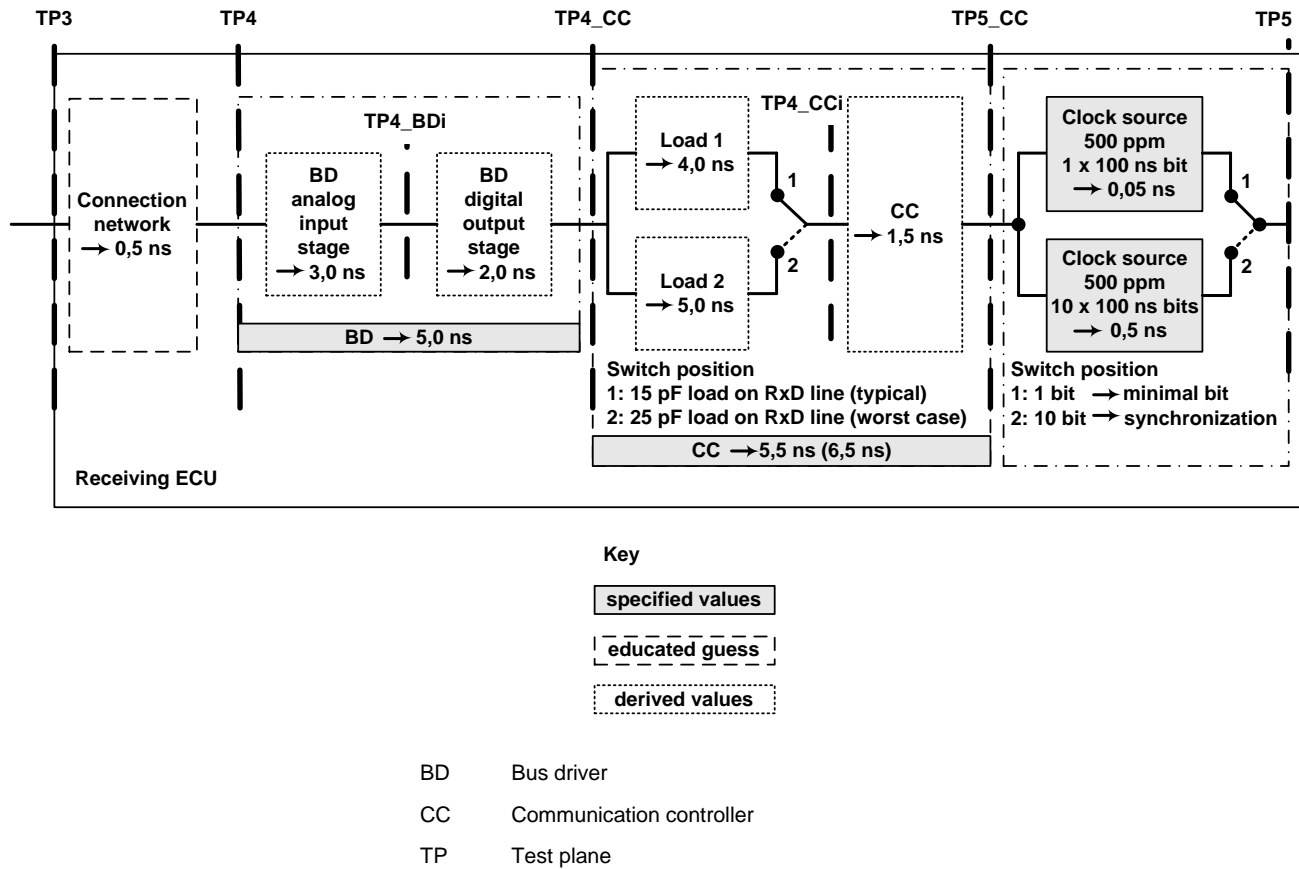 TP3
TP4
TP4_CC
TP5_CC
TP5
Connection
network
→ 0,5 ns
TP4_BDi
BD
analog
input
stage
→ 3,0 ns
BD
digital
output
stage
→ 2,0 ns
BD → 5,0 ns
Load 1
→ 4,0 ns
Load 2
→ 5,0 ns
1
2
TP4_CCi
CC
→ 1,5 ns
Switch position
1: 15 pF load on RxD line (typical)
2: 25 pF load on RxD line (worst case)
CC → 5,5 ns (6,5 ns)
Clock source
500 ppm
1 x 100 ns bit
→ 0,05 ns
Clock source
500 ppm
10 x 100 ns bits
→ 0,5 ns
1
2
Switch position
1: 1 bit → minimal bit
2: 10 bit → synchronization
Receiving ECU
Key
specified values
educated guess
derived values
BD Bus driver
CC Communication controller
TP Test plane